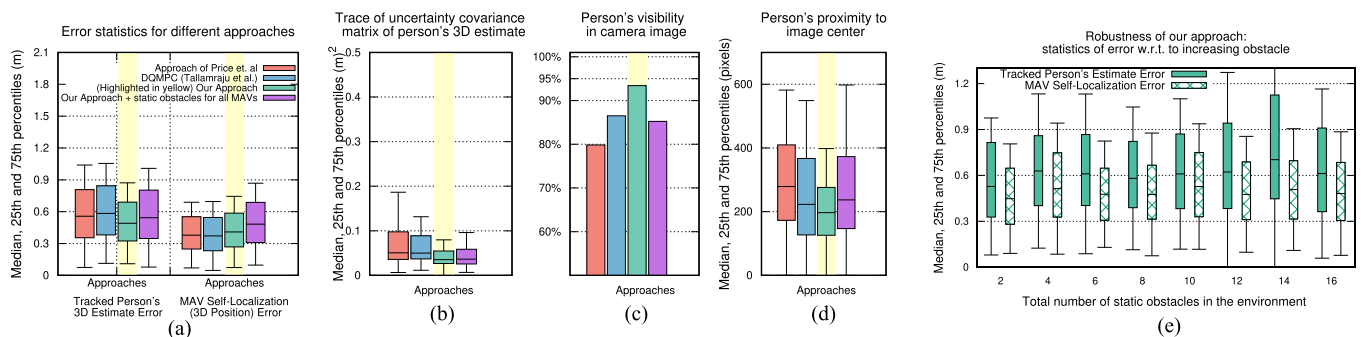 Error statistics for different approaches
Median, 25th and 75th percentiles (m)
2.1
1.8
1.5
1.2
0.9
0.6
0.3
0
Approach of Price et. al
DQMPC (Tallamraju et al.)
(Highlighted in yellow) Our Approach
Our Approach + static obstacles for all MAVs
Approaches
Approaches
Tracked Person's
3D Estimate Error
MAV Self-Localization
(3D Position) Error
(a)
Trace of uncertainty covariance
matrix of person's 3D estimate
Median, 25th and 75th percentiles (m)2
0.5
0.4
0.3
0.2
0.1
0
Approaches
(b)
Person's visibility
in camera image
100%
95%
90%
80%
70%
60%
Approaches
(c)
Person's proximity to
image center
Median, 25th and 75th percentiles (pixels)
600
400
200
0
Approaches
(d)
Robustness of our approach:
statistics of error w.r.t. to increasing obstacle
Median, 25th and 75th percentiles (m)
1.2
0.9
0.6
0.3
0
Tracked Person's Estimate Error
MAV Self-Localization Error
2 4 6 8 10 12 14 16
Total number of static obstacles in the environment
(e)